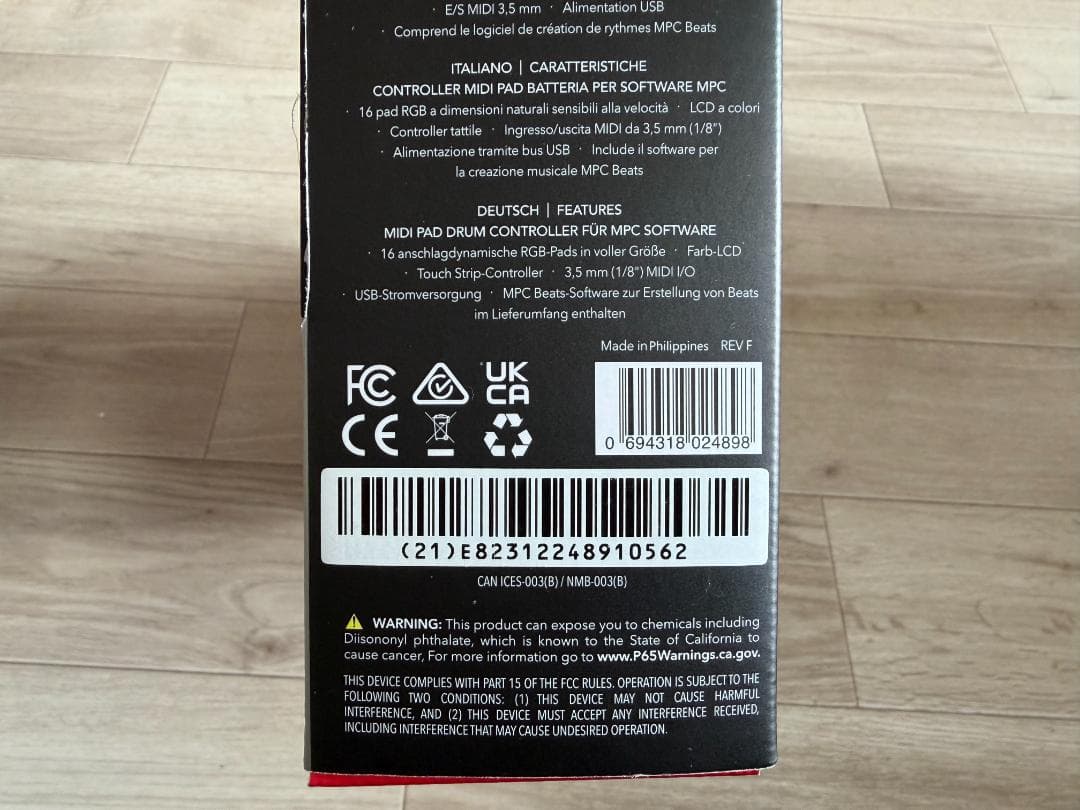 · E/S MIDI 3,5 mm · Alimentation USB
· Comprend le logiciel de création de rythmes MPC Beats
ITALIANO | CARATTERISTICHE
CONTROLLER MIDI PAD BATTERIA PER SOFTWARE MPC
· 16 pad RGB a dimensioni naturali sensibili alla velocità · LCD a colori
· Controller tattile · Ingresso/uscita MIDI da 3,5 mm (1/8")
· Alimentazione tramite bus USB · Include il software per
la creazione musicale MPC Beats
DEUTSCH | FEATURES
MIDI PAD DRUM CONTROLLER FÜR MPC SOFTWARE
· 16 anschlagdynamische RGB-Pads in voller Größe · Farb-LCD
· Touch Strip-Controller · 3,5 mm (1/8") MIDI I/O
· USB-Stromversorgung · MPC Beats-Software zur Erstellung von Beats
im Lieferumfang enthalten
Made in Philippines REV F
FC
UK
CA
CE
0 694318 024898
(21)E82312248910562
CAN ICES-003(B) / NMB-003(B)
WARNING: This product can expose you to chemicals including
Diisononyl phthalate, which is known to the State of California to
cause cancer, For more information go to www.P65Warnings.ca.gov.
THIS DEVICE COMPLIES WITH PART 15 OF THE FCC RULES. OPERATION IS SUBJECT TO THE
FOLLOWING TWO CONDITIONS: (1) THIS DEVICE MAY NOT CAUSE HARMFUL
INTERFERENCE, AND (2) THIS DEVICE MUST ACCEPT ANY INTERFERENCE RECEIVED,
INCLUDING INTERFERENCE THAT MAY CAUSE UNDESIRED OPERATION.